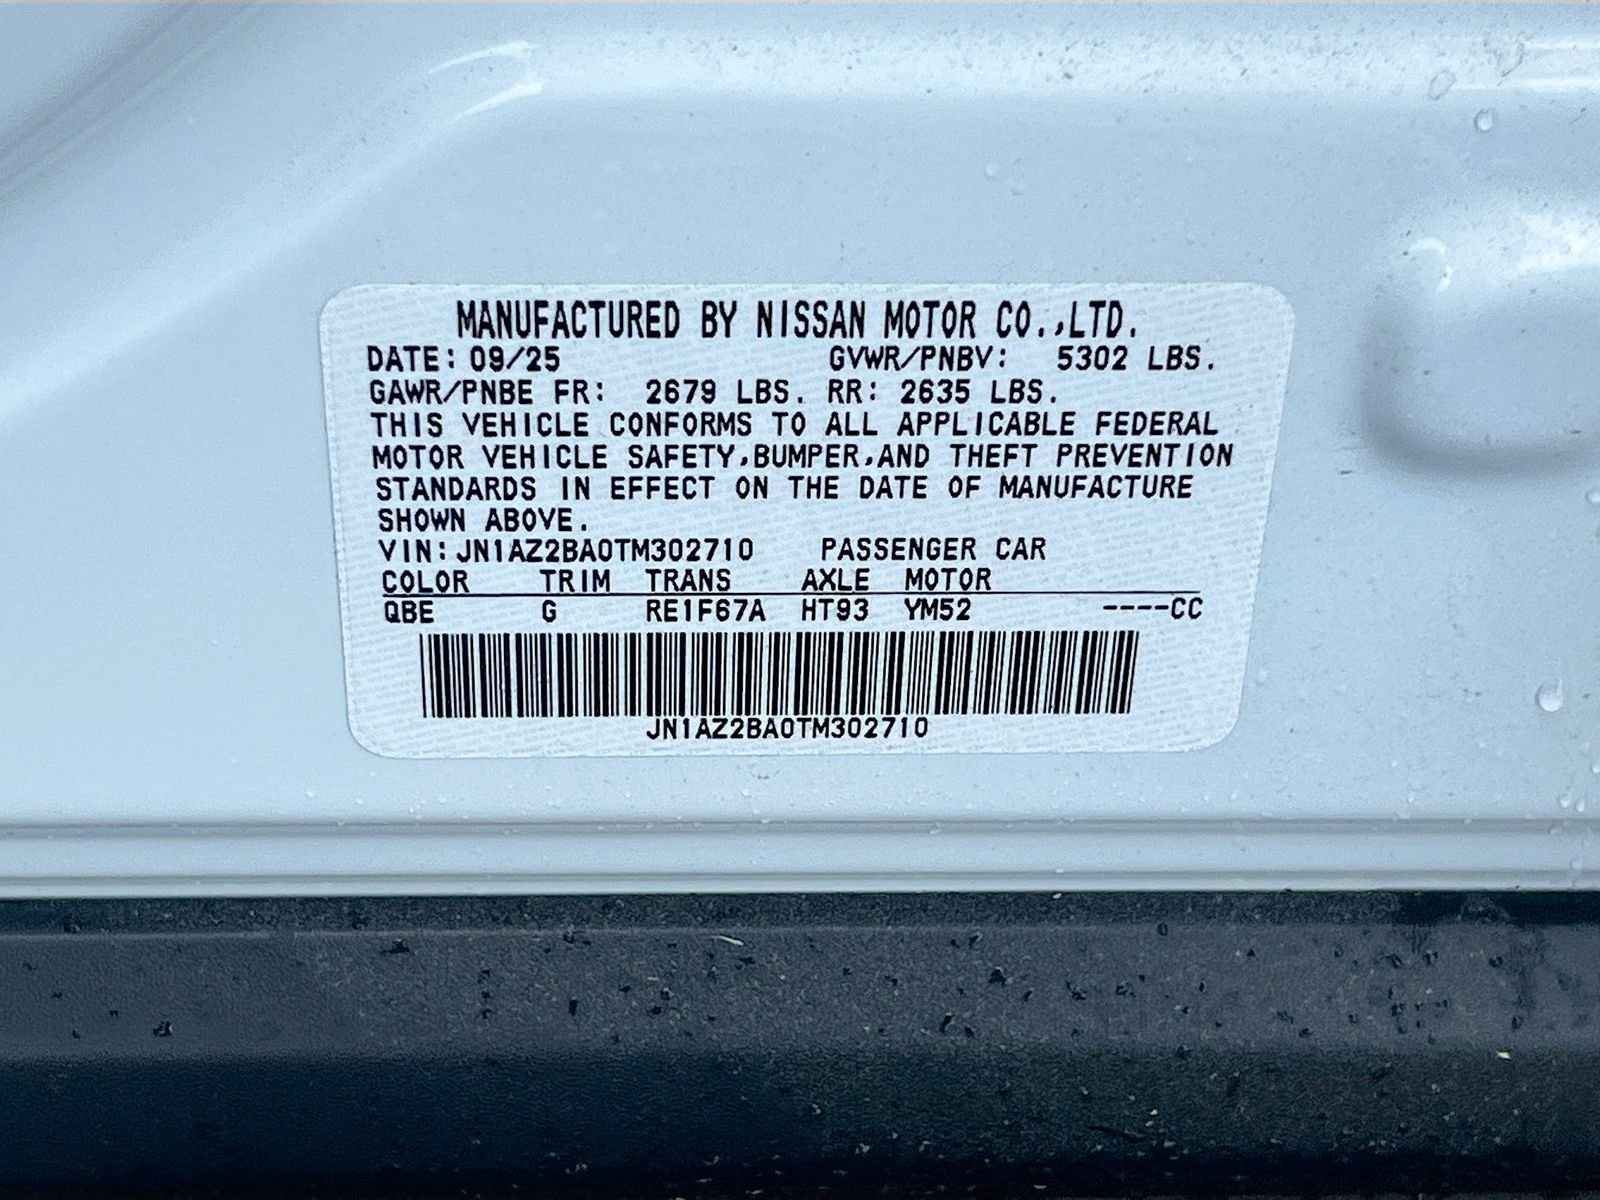 MANUFACTURED BY NISSAN MOTOR CO.,LTD.
DATE: 09/25 GVWR/PNBV: 5302 LBS.
GAWR/PNBE FR: 2679 LBS. RR: 2635 LBS.
THIS VEHICLE CONFORMS TO ALL APPLICABLE FEDERAL
MOTOR VEHICLE SAFETY,BUMPER,AND THEFT PREVENTION
STANDARDS IN EFFECT ON THE DATE OF MANUFACTURE
SHOWN ABOVE.
VIN:JN1AZ2BA0TM302710 PASSENGER CAR
COLOR TRIM TRANS AXLE MOTOR
QBE G RE1F67A HT93 YM52 ----CC
JN1AZ2BA0TM302710